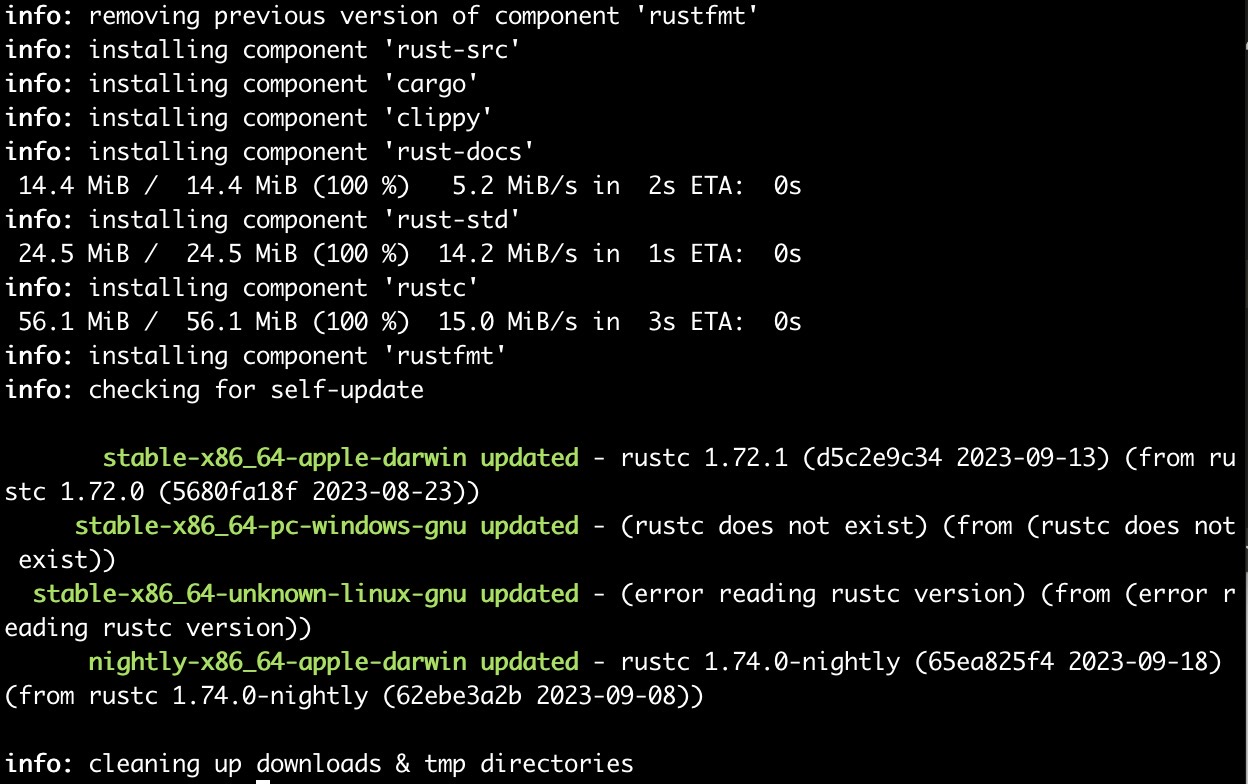 info: removing previous version of component 'rustfmt'
info: installing component 'rust-src'
info: installing component 'cargo'
info: installing component 'clippy'
info: installing component 'rust-docs'
 14.4 MiB /  14.4 MiB (100 %)   5.2 MiB/s in  2s ETA:  0s
info: installing component 'rust-std'
 24.5 MiB /  24.5 MiB (100 %)  14.2 MiB/s in  1s ETA:  0s
info: installing component 'rustc'
 56.1 MiB /  56.1 MiB (100 %)  15.0 MiB/s in  3s ETA:  0s
info: installing component 'rustfmt'
info: checking for self-update

       stable-x86_64-apple-darwin updated - rustc 1.72.1 (d5c2e9c34 2023-09-13) (from ru
stc 1.72.0 (5680fa18f 2023-08-23))
     stable-x86_64-pc-windows-gnu updated - (rustc does not exist) (from (rustc does not
 exist))
  stable-x86_64-unknown-linux-gnu updated - (error reading rustc version) (from (error r
eading rustc version))
      nightly-x86_64-apple-darwin updated - rustc 1.74.0-nightly (65ea825f4 2023-09-18)
(from rustc 1.74.0-nightly (62ebe3a2b 2023-09-08))

info: cleaning up downloads & tmp directories